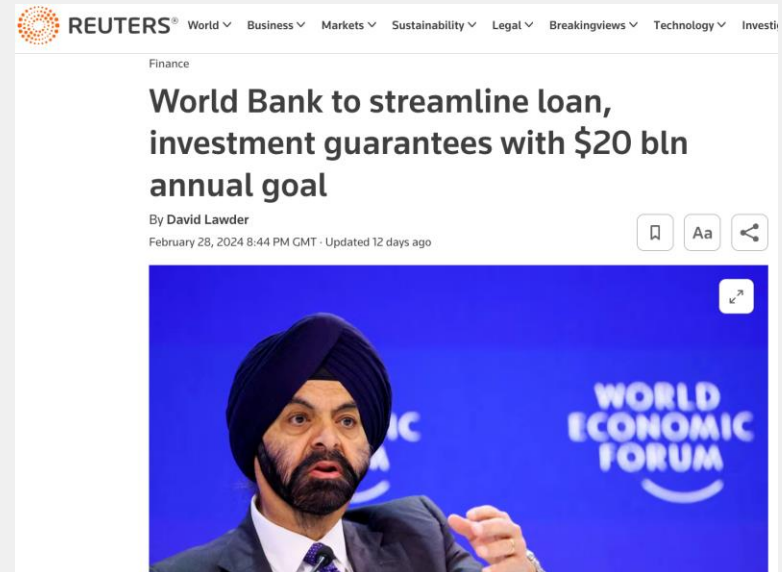 REUTERS®
World Business Markets Sustainability Legal Breakingviews Technology
Finance
World Bank to streamline loan,
investment guarantees with $20 bln
annual goal
By David Lawder
February 28, 2024 8:44 PM GMT · Updated 12 days ago
Aa
WORLD
ECONOMIC
FORUM
IC